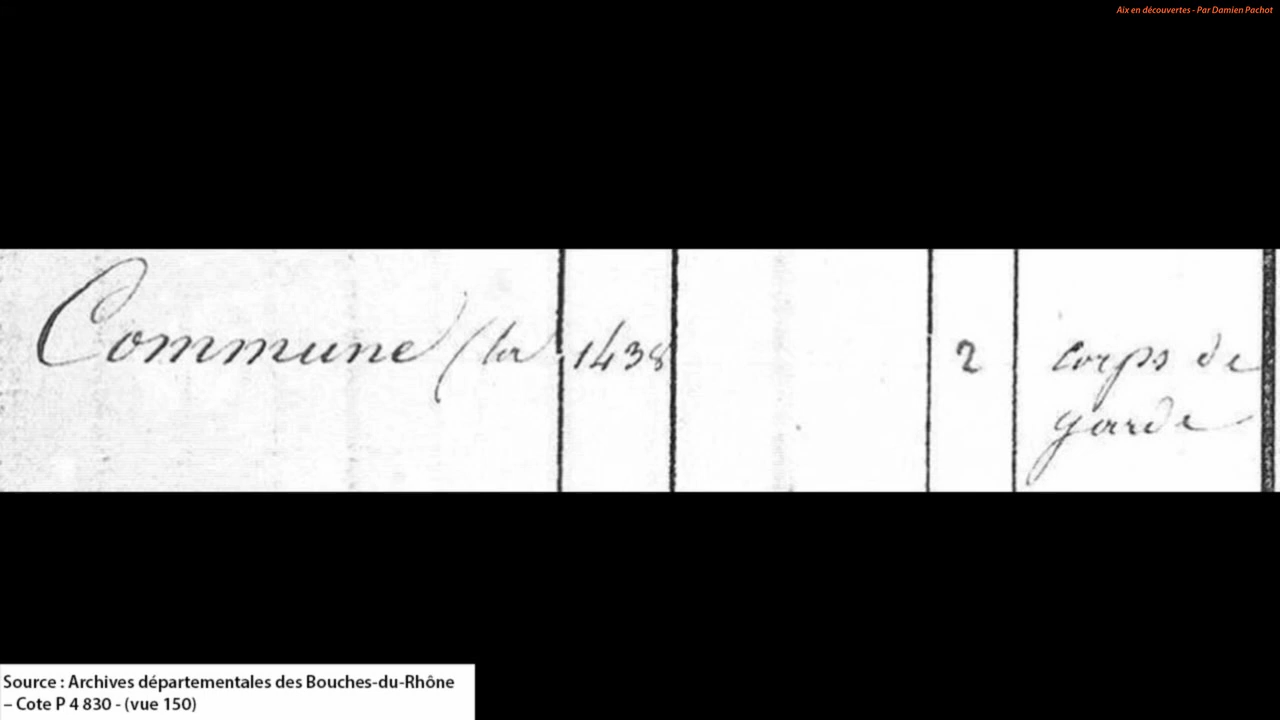 Aix en découvertes - Par Damien Pachot
Commune (la 1438 2 corps de
garde
Source : Archives départementales des Bouches-du-Rhône
– Cote P 4 830 - (vue 150)